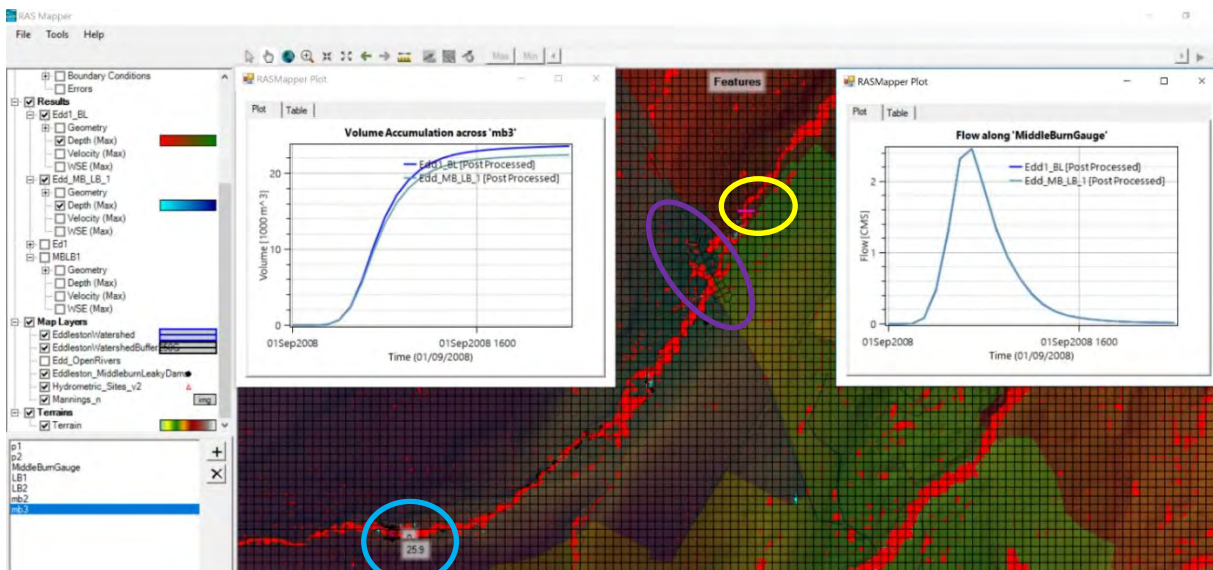 RAS Mapper
File Tools Help
Max Min
Boundary Conditions
Errors
Results
Edd1_BL
Geometry
Depth (Max)
Velocity (Max)
WSE (Max)
Edd_MB_LB_1
Geometry
Depth (Max)
Velocity (Max)
WSE (Max)
Ed1
MBLB1
Geometry
Depth (Max)
Velocity (Max)
WSE (Max)
Map Layers
EddlestonWatershed
EddlestonWatershedBuffer
Edd_OpenRivers
Eddleston_MiddleburnLeakyDams
Hydrometric_Sites_v2
Mannings_n
img
Terrains
Terrain
p1
p2
MiddleBurnGauge
LB1
LB2
mb2
mb3
RASMapper Plot
Plot Table
Volume Accumulation across 'mb3'
Edd1_BL [Post Processed]
Edd_MB_LB_1 [Post Processed]
Volume [1000 m^3]
20
10
0
01Sep2008 01Sep2008 1600
Time (01/09/2008)
Features
25.9
RASMapper Plot
Plot Table
Flow along 'MiddleBurnGauge'
Edd1_BL [Post Processed]
Edd_MB_LB_1 [Post Processed]
Flow [CMS]
2
1
0
01Sep2008 01Sep2008 1600
Time (01/09/2008)